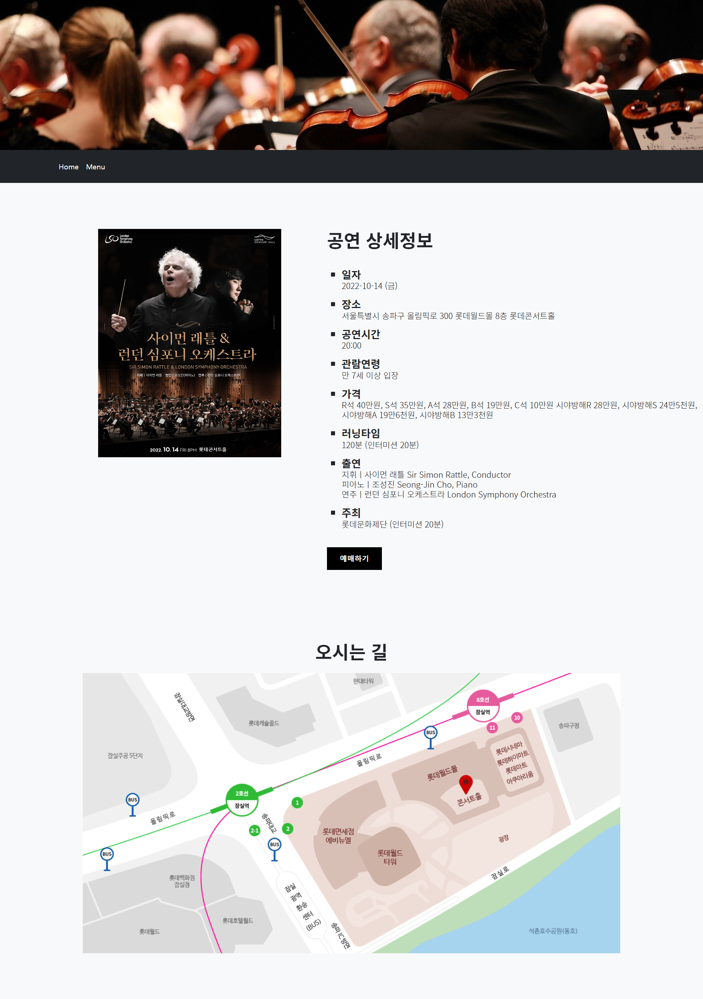 Home Menu
London
Symphony
Orchestra
LOTTE
CONCERT HALL
사이먼 래틀 &
런던 심포니 오케스트라
SIR SIMON RATTLE & LONDON SYMPHONY ORCHESTRA
지휘 | 사이먼 래틀 협연 | 조성진(피아노) 연주 | 런던 심포니 오케스트라
2022. 10. 14 FRI 8PM 롯데콘서트홀
공연 상세정보
일자
2022-10-14 (금)
장소
서울특별시 송파구 올림픽로 300 롯데월드몰 8층 롯데콘서트홀
공연시간
20:00
관람연령
만 7세 이상 입장
가격
R석 40만원, S석 35만원, A석 28만원, B석 19만원, C석 10만원 시야방해R 28만원, 시야방해S 24만5천원,
시야방해A 19만6천원, 시야방해B 13만3천원
러닝타임
120분 (인터미션 20분)
출연
지휘 | 사이먼 래틀 Sir Simon Rattle, Conductor
피아노 | 조성진 Seong-Jin Cho, Piano
연주 | 런던 심포니 오케스트라 London Symphony Orchestra
주최
롯데문화제단 (인터미션 20분)
예매하기
오시는 길
현대타워
잠실대교방면
8호선
잠실역
10
11
롯데캐슬골드
송파구청
BUS
잠실주공 5단지
올림픽로
롯데시네마
롯데하이마트
롯데마트
아쿠아리움
롯데월드몰
콘서트홀
2호선
잠실역
BUS
1
올림픽로
송파대교
2-1
2
롯데면세점
에비뉴엘
광장
BUS
BUS
롯데월드
타워
잠실로
롯데백화점
잠실점
잠실
광역
환승
센터
(BUS)
롯데호텔월드
롯데월드
송파 IC방면
석촌호수공원(동호)